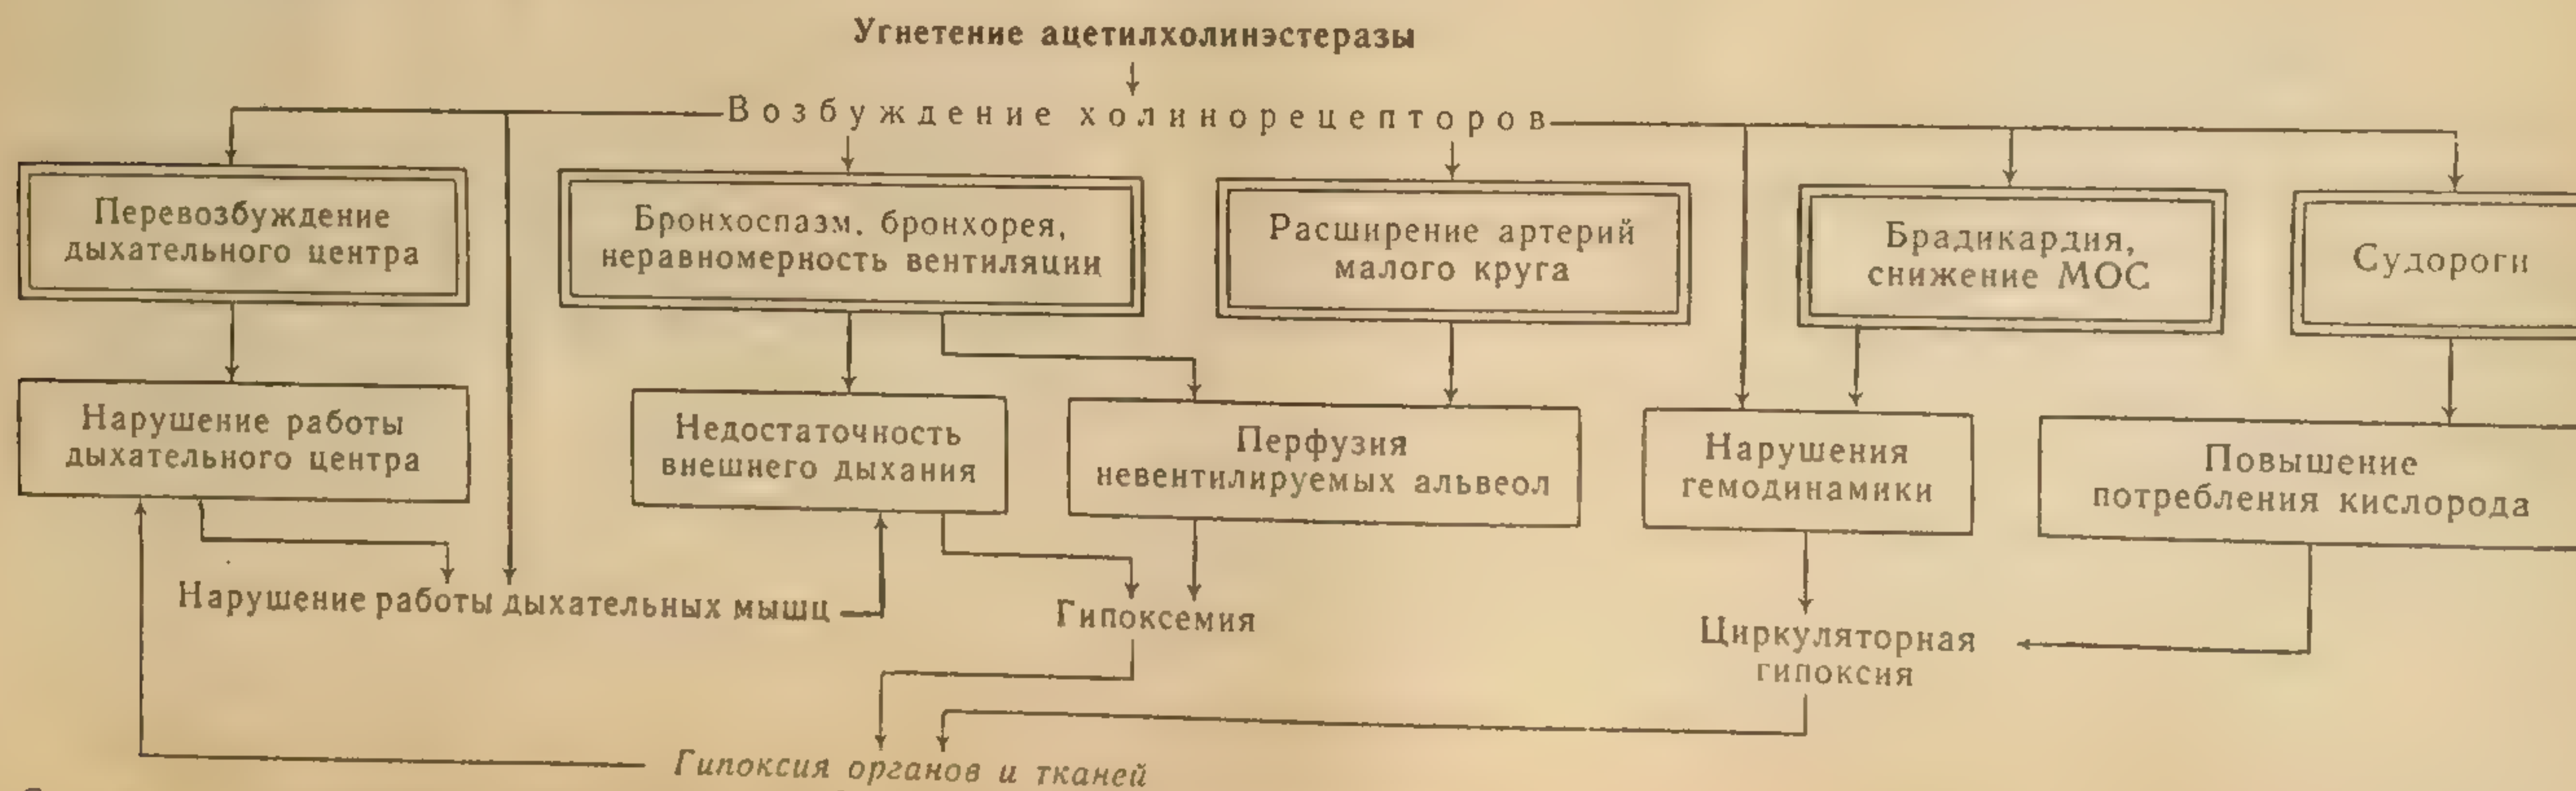 Угнетение ацетилхолинэстеразы
Возбуждение холинорецепторов
Перевозбуждение
дыхательного центра
Бронхоспазм, бронхорея,
неравномерность вентиляции
Расширение артерий
малого круга
Брадикардия,
снижение МОС
Судороги
Нарушение работы
дыхательного центра
Недостаточность
внешнего дыхания
Перфузия
невентилируемых альвеол
Нарушения
гемодинамики
Повышение
потребления кислорода
Нарушение работы дыхательных мышц
Гипоксемия
Циркуляторная
гипоксия
Гипоксия органов и тканей